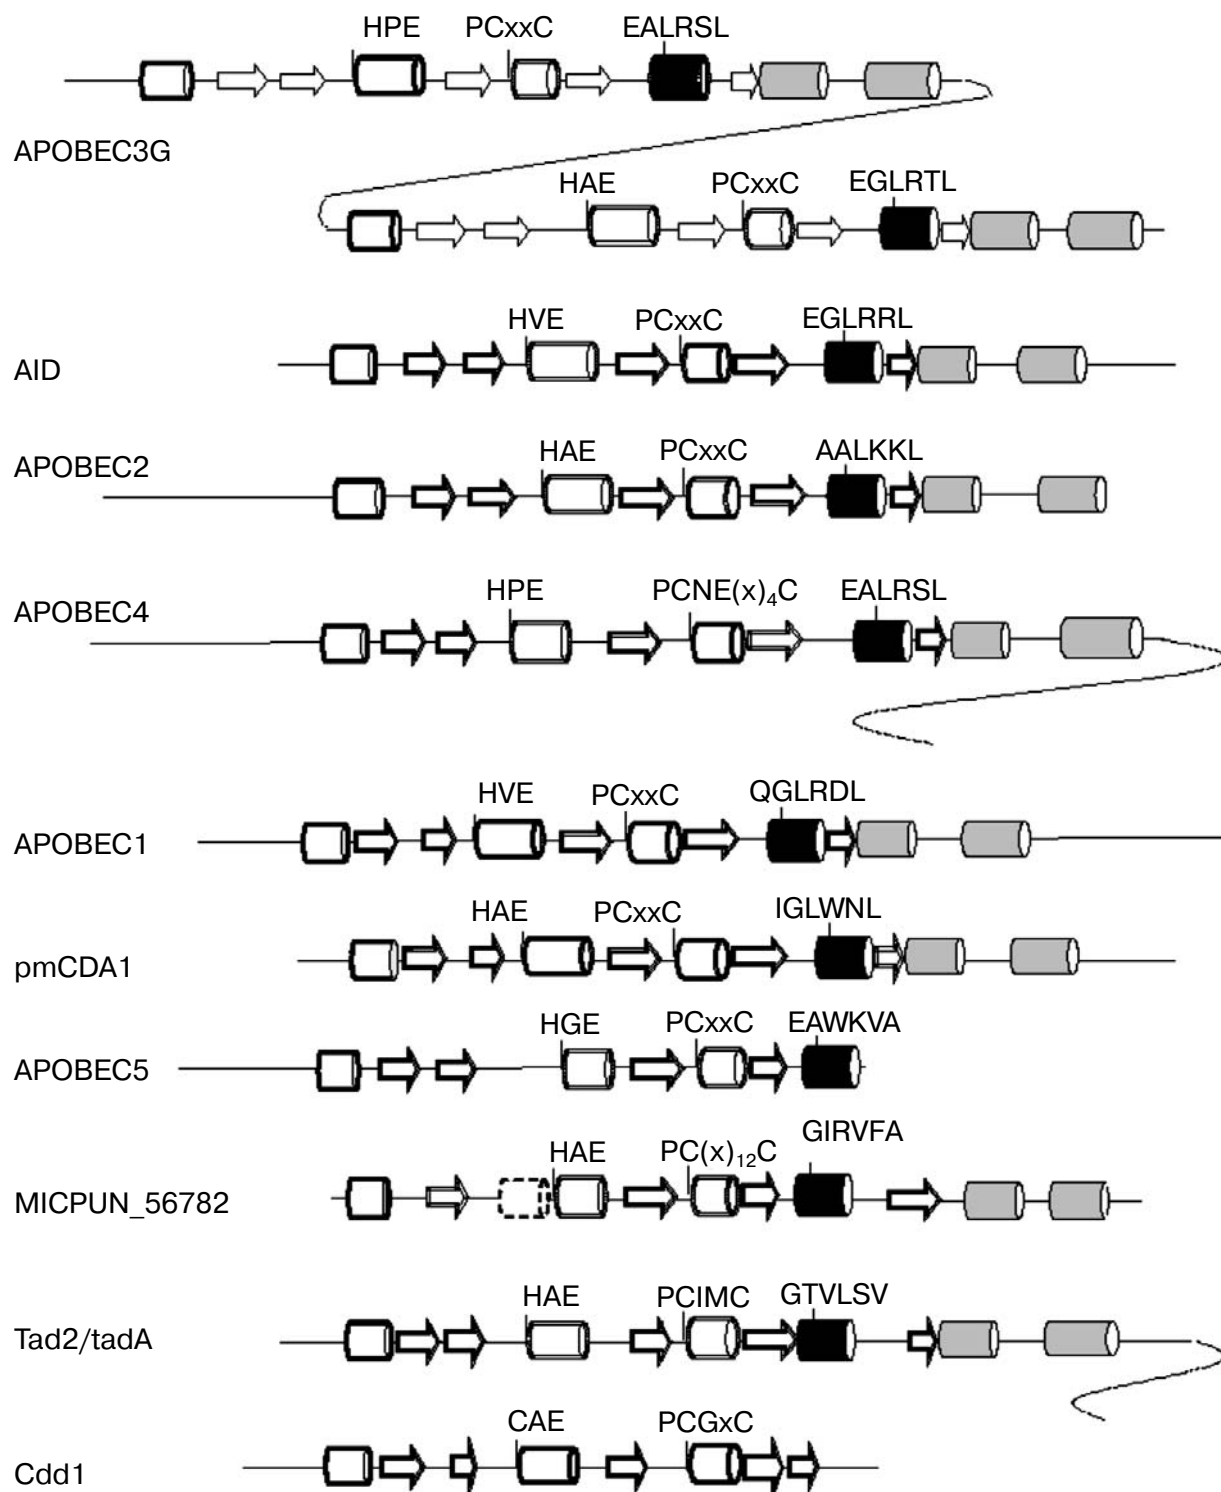 HPE PCxxC EALRSL
APOBEC3G
HAE PCxxC EGLRTL
HVE PCxxC EGLRRL
AID
HAE PCxxC AALKKL
APOBEC2
HPE PCNE(x)₄C EALRSL
APOBEC4
HVE PCxxC QGLRDL
APOBEC1
HAE PCxxC IGLWNL
pmCDA1
HGE PCxxC EAWKVA
APOBEC5
HAE PC(x)₁₂C GIRVFA
MICPUN_56782
HAE PCIMC GTVLSV
Tad2/tadA
CAE PCGxC
Cdd1